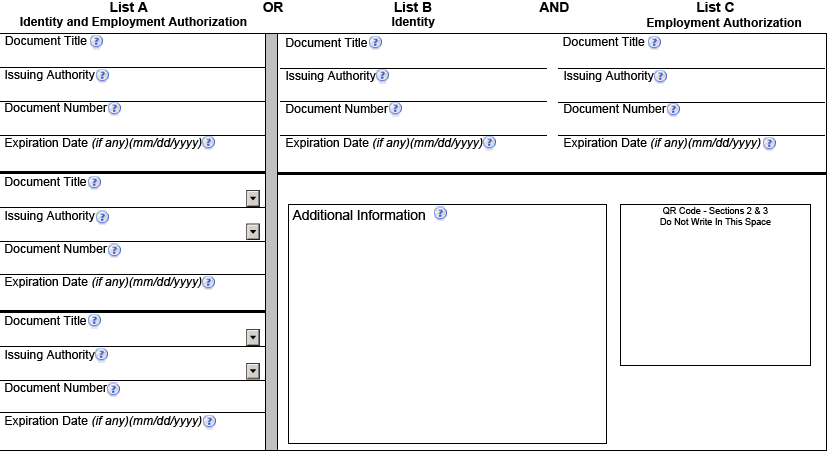 List A OR List B AND List C
Identity and Employment Authorization Identity Employment Authorization
Document Title ? Document Title ? Document Title ?
Issuing Authority ? Issuing Authority ? Issuing Authority ?
Document Number ? Document Number ? Document Number ?
Expiration Date (if any)(mm/dd/yyyy) ? Expiration Date (if any)(mm/dd/yyyy) ? Expiration Date (if any)(mm/dd/yyyy) ?
Document Title ?
Issuing Authority ?
Document Number ?
Expiration Date (if any)(mm/dd/yyyy) ?
Document Title ?
Issuing Authority ?
Document Number ?
Expiration Date (if any)(mm/dd/yyyy) ?
Additional Information ?
QR Code - Sections 2 & 3
Do Not Write In This Space